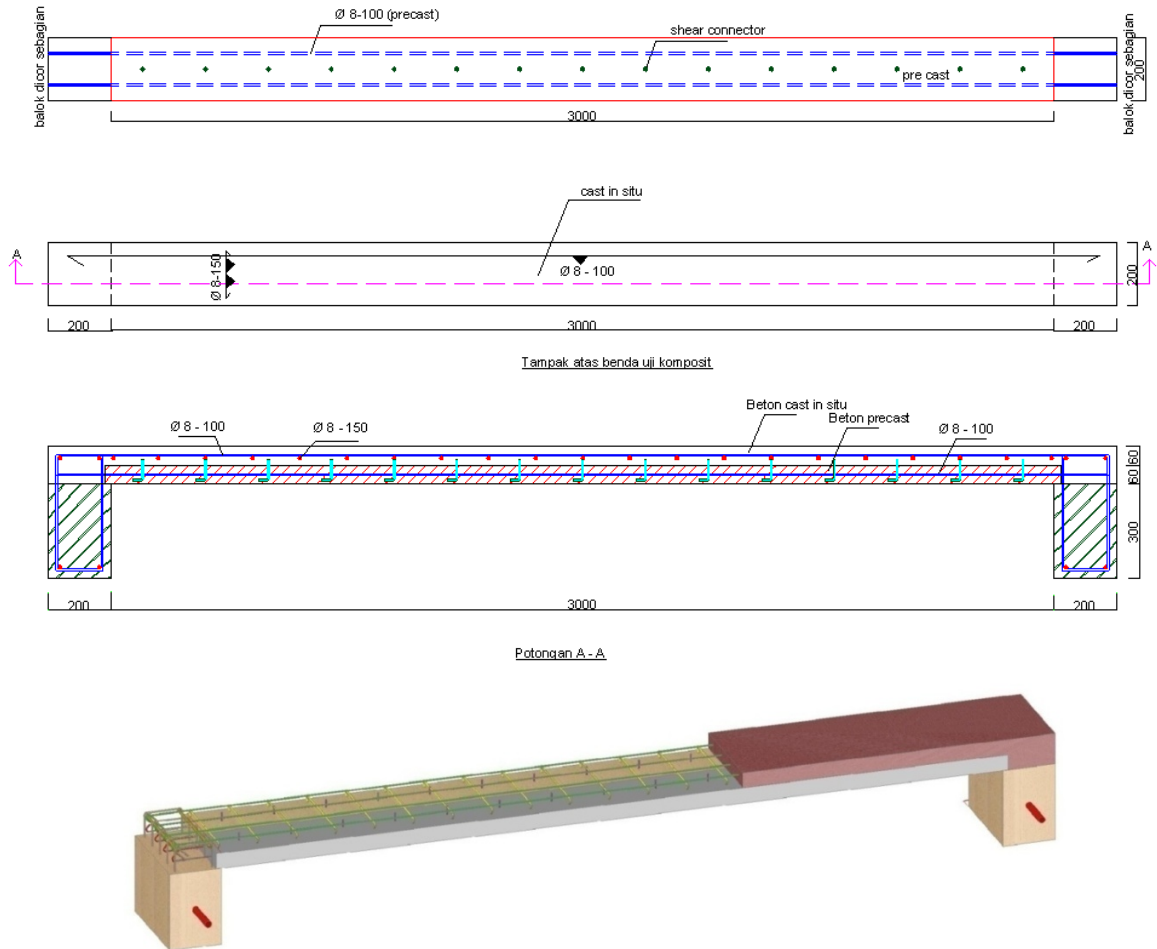 Ø 8-100 (precast)
shear connector
balok dicor sebagian
pre cast
200
balok dicor sebagian
3000
cast in situ
A
A
Ø 8-150
Ø 8 - 100
200
200
3000
200
Tampak atas benda uji komposit
Ø 8 - 100
Ø 8 - 150
Beton cast in situ
Beton precast
Ø 8 - 100
60
60
300
200
3000
200
Potongan A - A